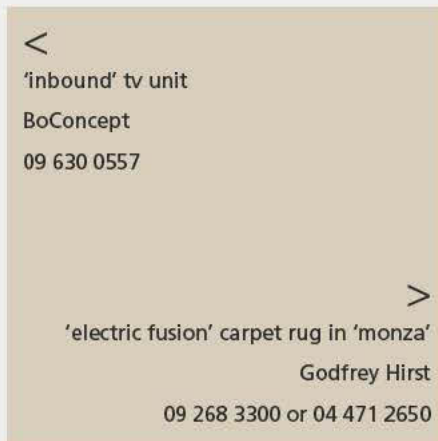 <
‘inbound’ tv unit
BoConcept
09 630 0557
>
‘electric fusion’ carpet rug in ‘monza’
Godfrey Hirst
09 268 3300 or 04 471 2650